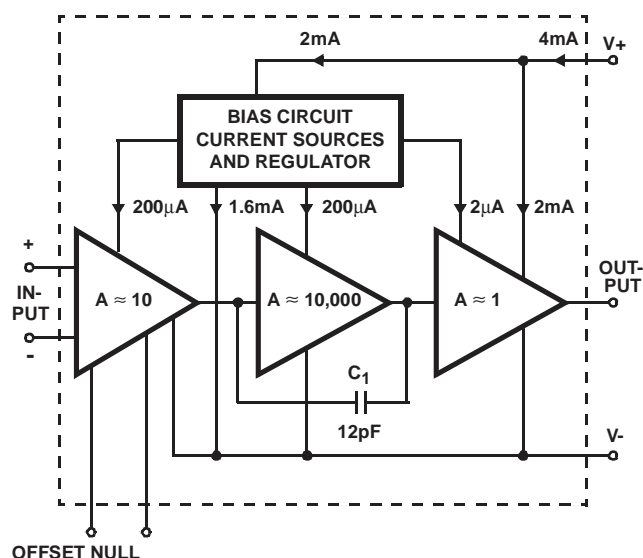 2mA
4mA
V+
BIAS CIRCUIT
CURRENT SOURCES
AND REGULATOR
200μA
1.6mA
200μA
2μA
2mA
+
IN-
PUT
-
A ≈ 10
A ≈ 10,000
A ≈ 1
OUT-
PUT
C1
12pF
V-
OFFSET NULL